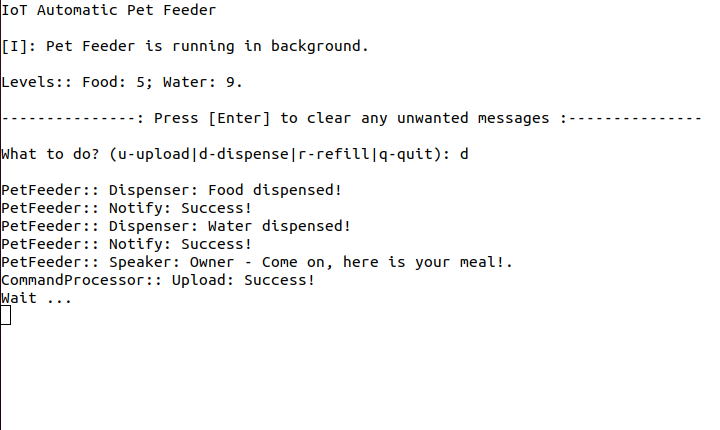 IoT Automatic Pet Feeder
[I]: Pet Feeder is running in background.
Levels:: Food: 5; Water: 9.
---------------: Press [Enter] to clear any unwanted messages :---------------
What to do? (u-upload|d-dispense|r-refill|q-quit): d
PetFeeder:: Dispenser: Food dispensed!
PetFeeder:: Notify: Success!
PetFeeder:: Dispenser: Water dispensed!
PetFeeder:: Notify: Success!
PetFeeder:: Speaker: Owner - Come on, here is your meal!.
CommandProcessor:: Upload: Success!
Wait ...